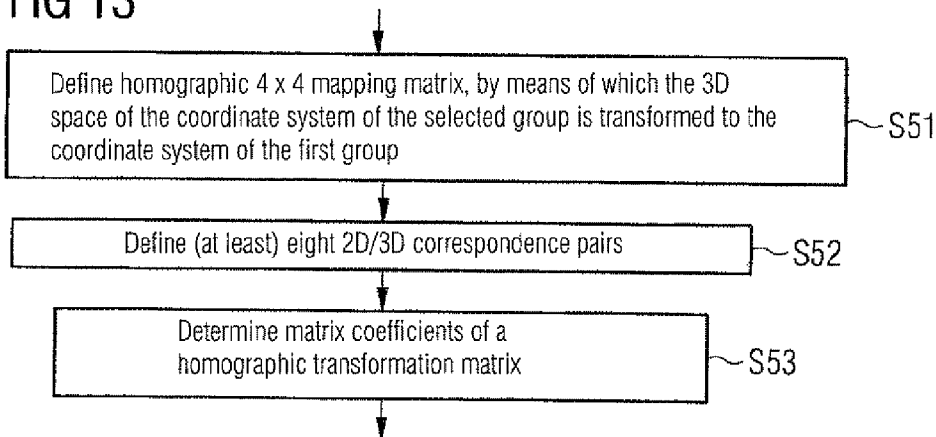 FIG 13
Define homographic 4 x 4 mapping matrix, by means of which the 3D
space of the coordinate system of the selected group is transformed to the
coordinate system of the first group
S51
Define (at least) eight 2D/3D correspondence pairs
S52
Determine matrix coefficients of a
homographic transformation matrix
S53